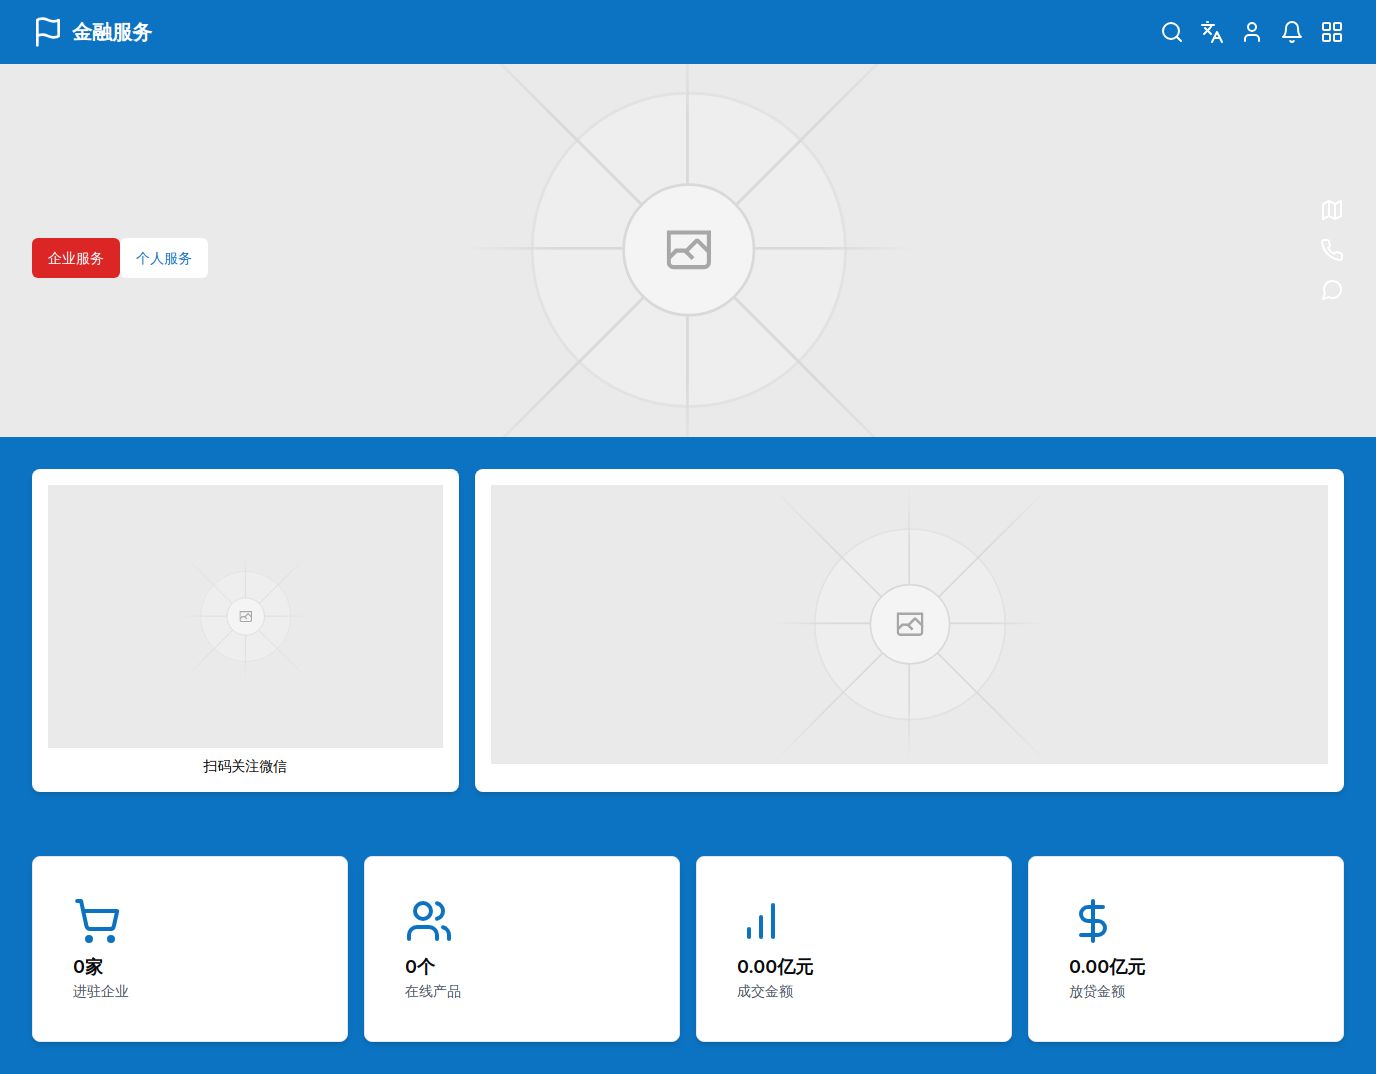 金融服务
企业服务
个人服务
扫码关注微信
0家
进驻企业
0个
在线产品
0.00亿元
成交金额
0.00亿元
放贷金额